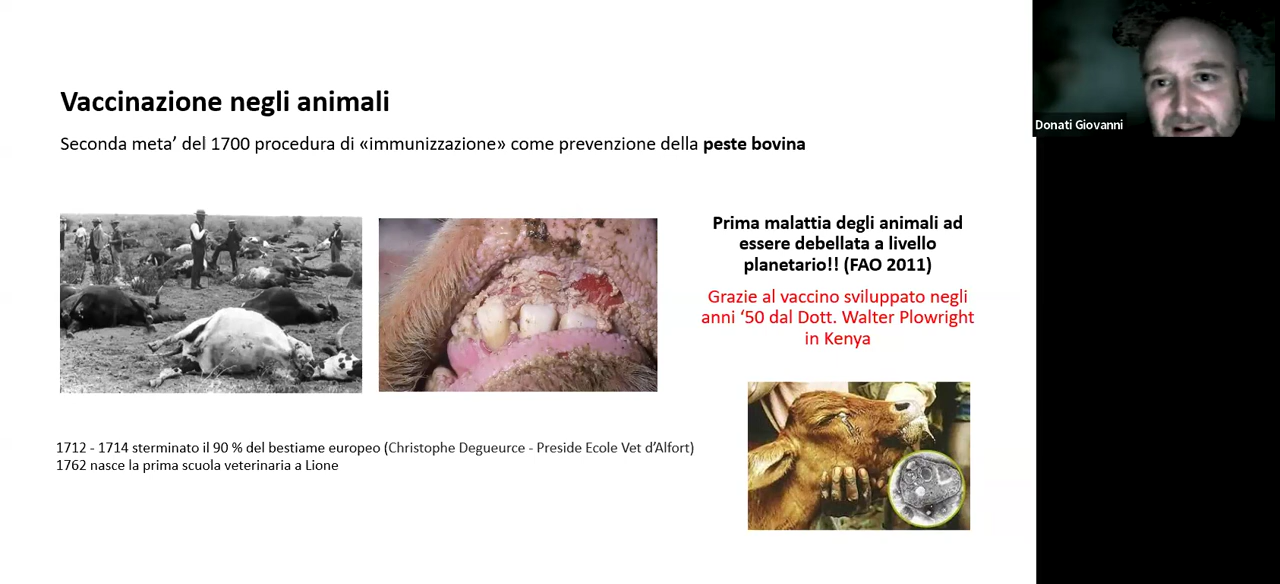 Vaccinazione negli animali
Seconda meta’ del 1700 procedura di «immunizzazione» come prevenzione della peste bovina
Prima malattia degli animali ad
essere debellata a livello
planetario!! (FAO 2011)
Grazie al vaccino sviluppato negli
anni ‘50 dal Dott. Walter Plowright
in Kenya
1712 - 1714 sterminato il 90 % del bestiame europeo (Christophe Degueurce - Preside Ecole Vet d’Alfort)
1762 nasce la prima scuola veterinaria a Lione
Donati Giovanni